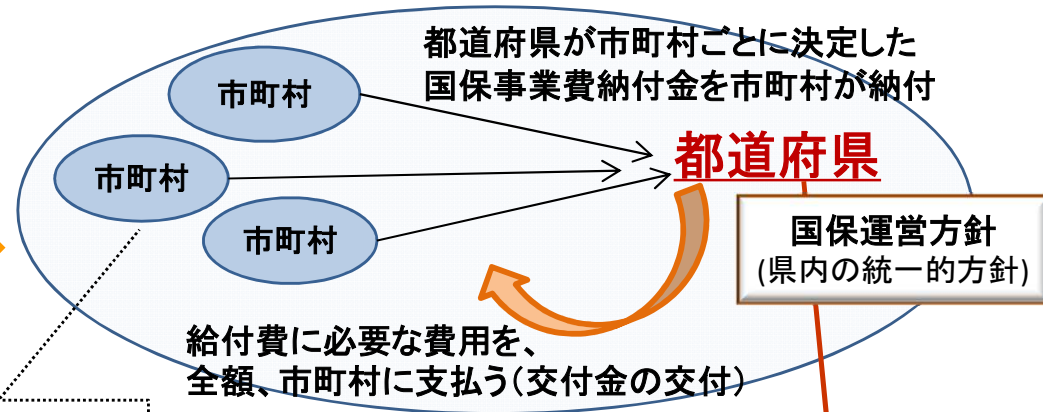 都道府県が市町村ごとに決定した
国保事業費納付金を市町村が納付
市町村
市町村
市町村
都道府県
国保運営方針
(県内の統一的方針)
給付費に必要な費用を、
全額、市町村に支払う(交付金の交付)